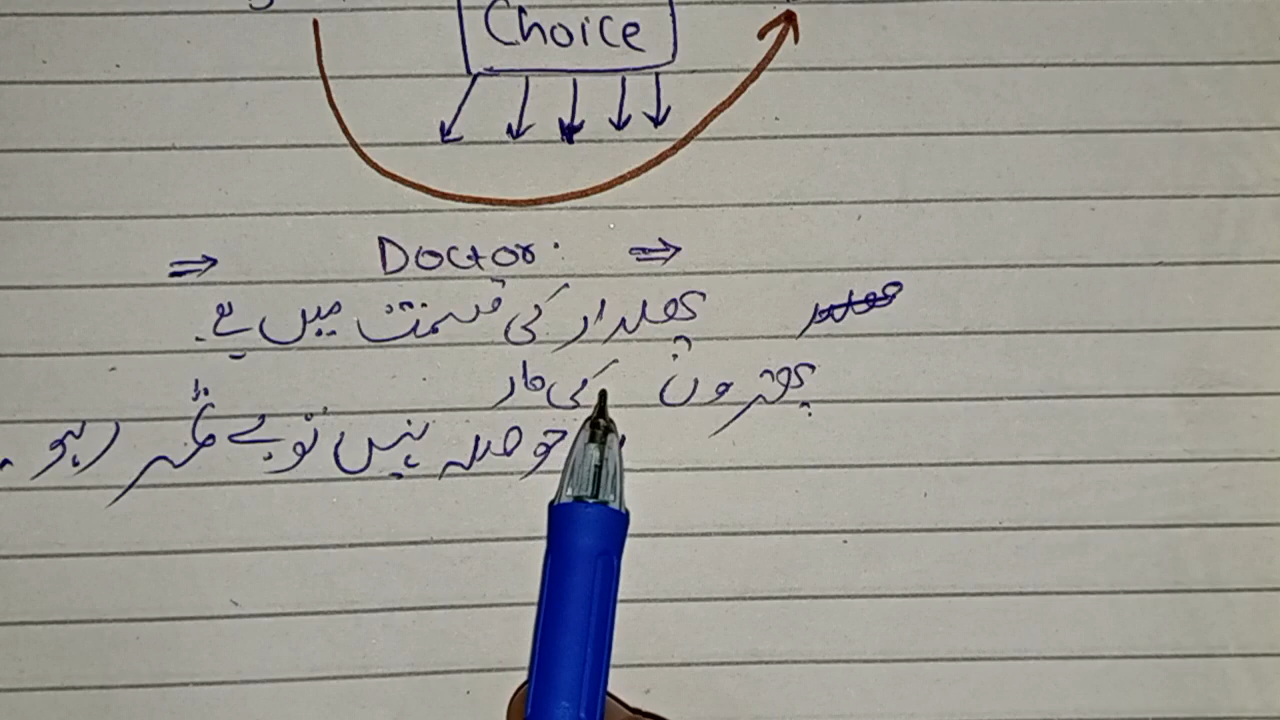 Choice
⇒ Doctor. ⇒
پھلدار کی قسمت میں ہے۔
پتھروں کی مار
حوصلہ نہیں تو بے ثمر رہو۔